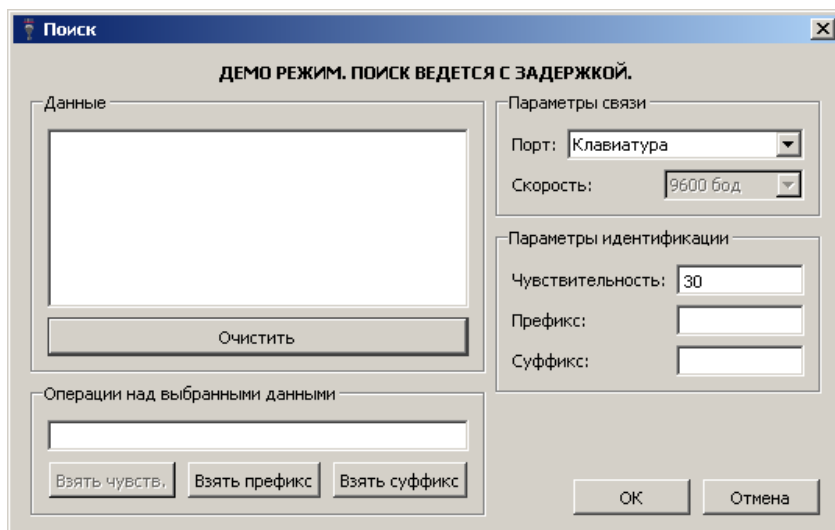 Поиск
ДЕМО РЕЖИМ. ПОИСК ВЕДЕТСЯ С ЗАДЕРЖКОЙ.
Данные
Очистить
Операции над выбранными данными
Взять чувств.
Взять префикс
Взять суффикс
Параметры связи
Порт: Клавиатура
Скорость: 9600 бод
Параметры идентификации
Чувствительность: 30
Префикс:
Суффикс:
ОК
Отмена